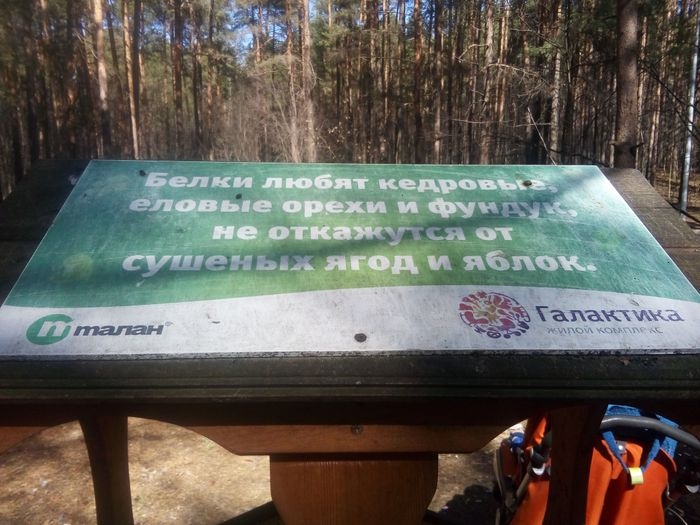 Белки любят кедровые,
еловые орехи и фундук,
не откажутся от
сушеных ягод и яблок.
талан®
Галактика
ЖИЛОЙ КОМПЛЕКС